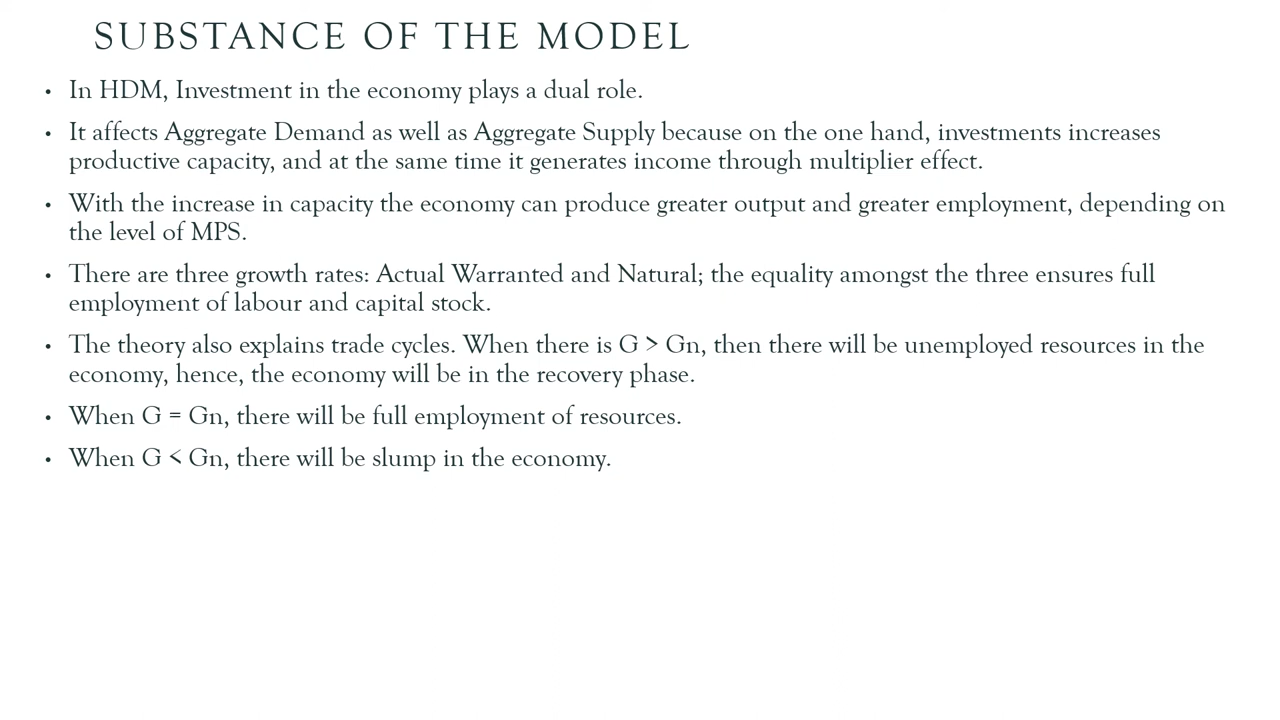 SUBSTANCE OF THE MODEL
• In HDM, Investment in the economy plays a dual role.
• It affects Aggregate Demand as well as Aggregate Supply because on the one hand, investments increases
productive capacity, and at the same time it generates income through multiplier effect.
• With the increase in capacity the economy can produce greater output and greater employment, depending on
the level of MPS.
• There are three growth rates: Actual Warranted and Natural; the equality amongst the three ensures full
employment of labour and capital stock.
• The theory also explains trade cycles. When there is G > Gn, then there will be unemployed resources in the
economy, hence, the economy will be in the recovery phase.
• When G = Gn, there will be full employment of resources.
• When G < Gn, there will be slump in the economy.